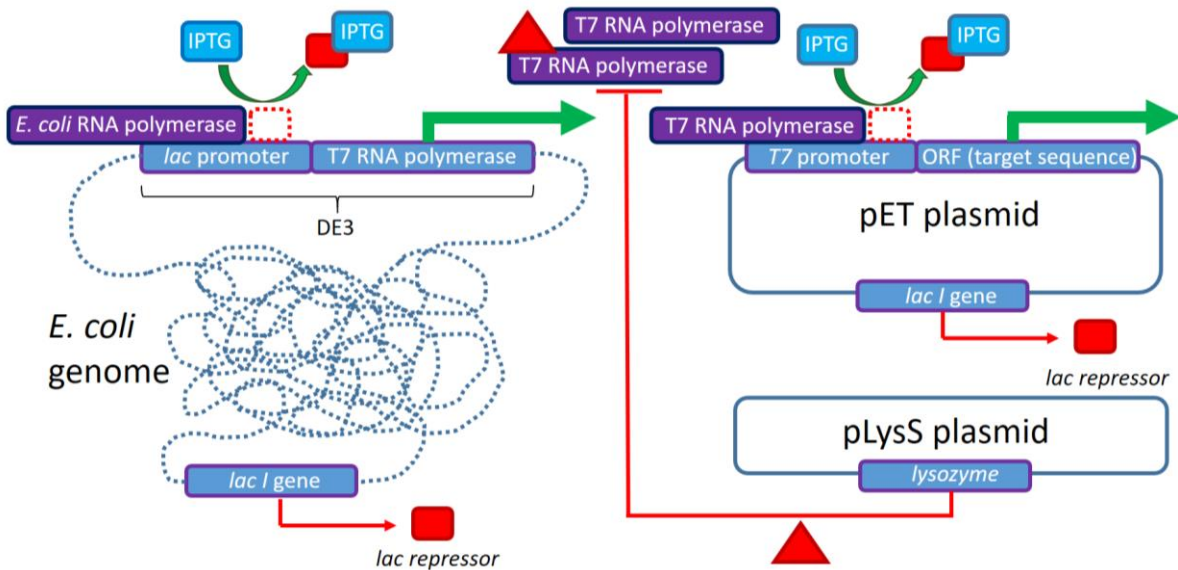 IPTG
IPTG
E. coli RNA polymerase
lac promoter
T7 RNA polymerase
DE3
E. coli
genome
lac I gene
lac repressor
T7 RNA polymerase
T7 RNA polymerase
IPTG
IPTG
T7 RNA polymerase
T7 promoter
ORF (target sequence)
pET plasmid
lac I gene
lac repressor
pLysS plasmid
lysozyme